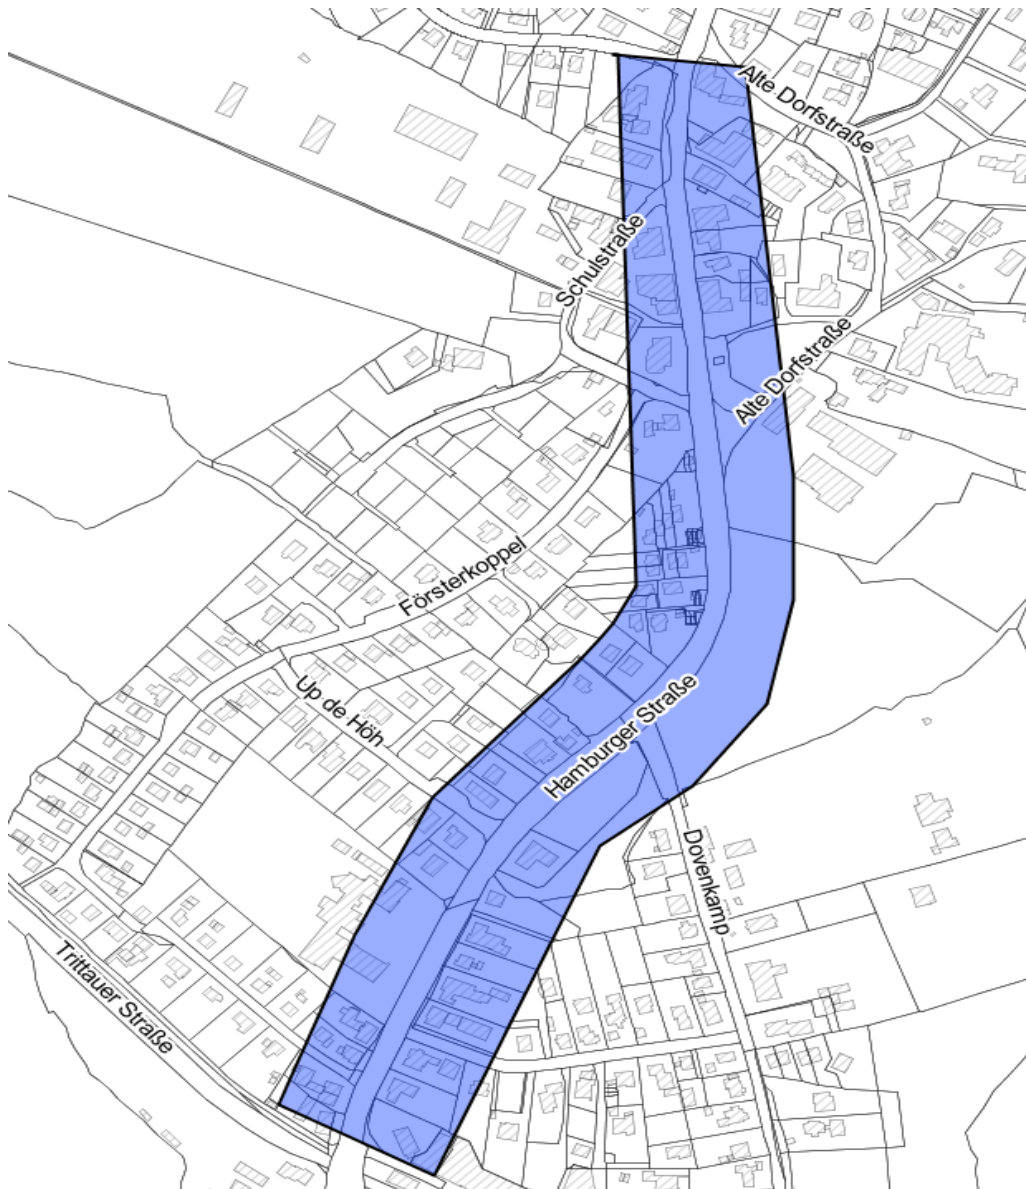 Alte Dorfstraße
Schulstraße
Alte Dorfstraße
Försterkoppel
Up de Höh
Hamburger Straße
Dovenkamp
Trittauer Straße